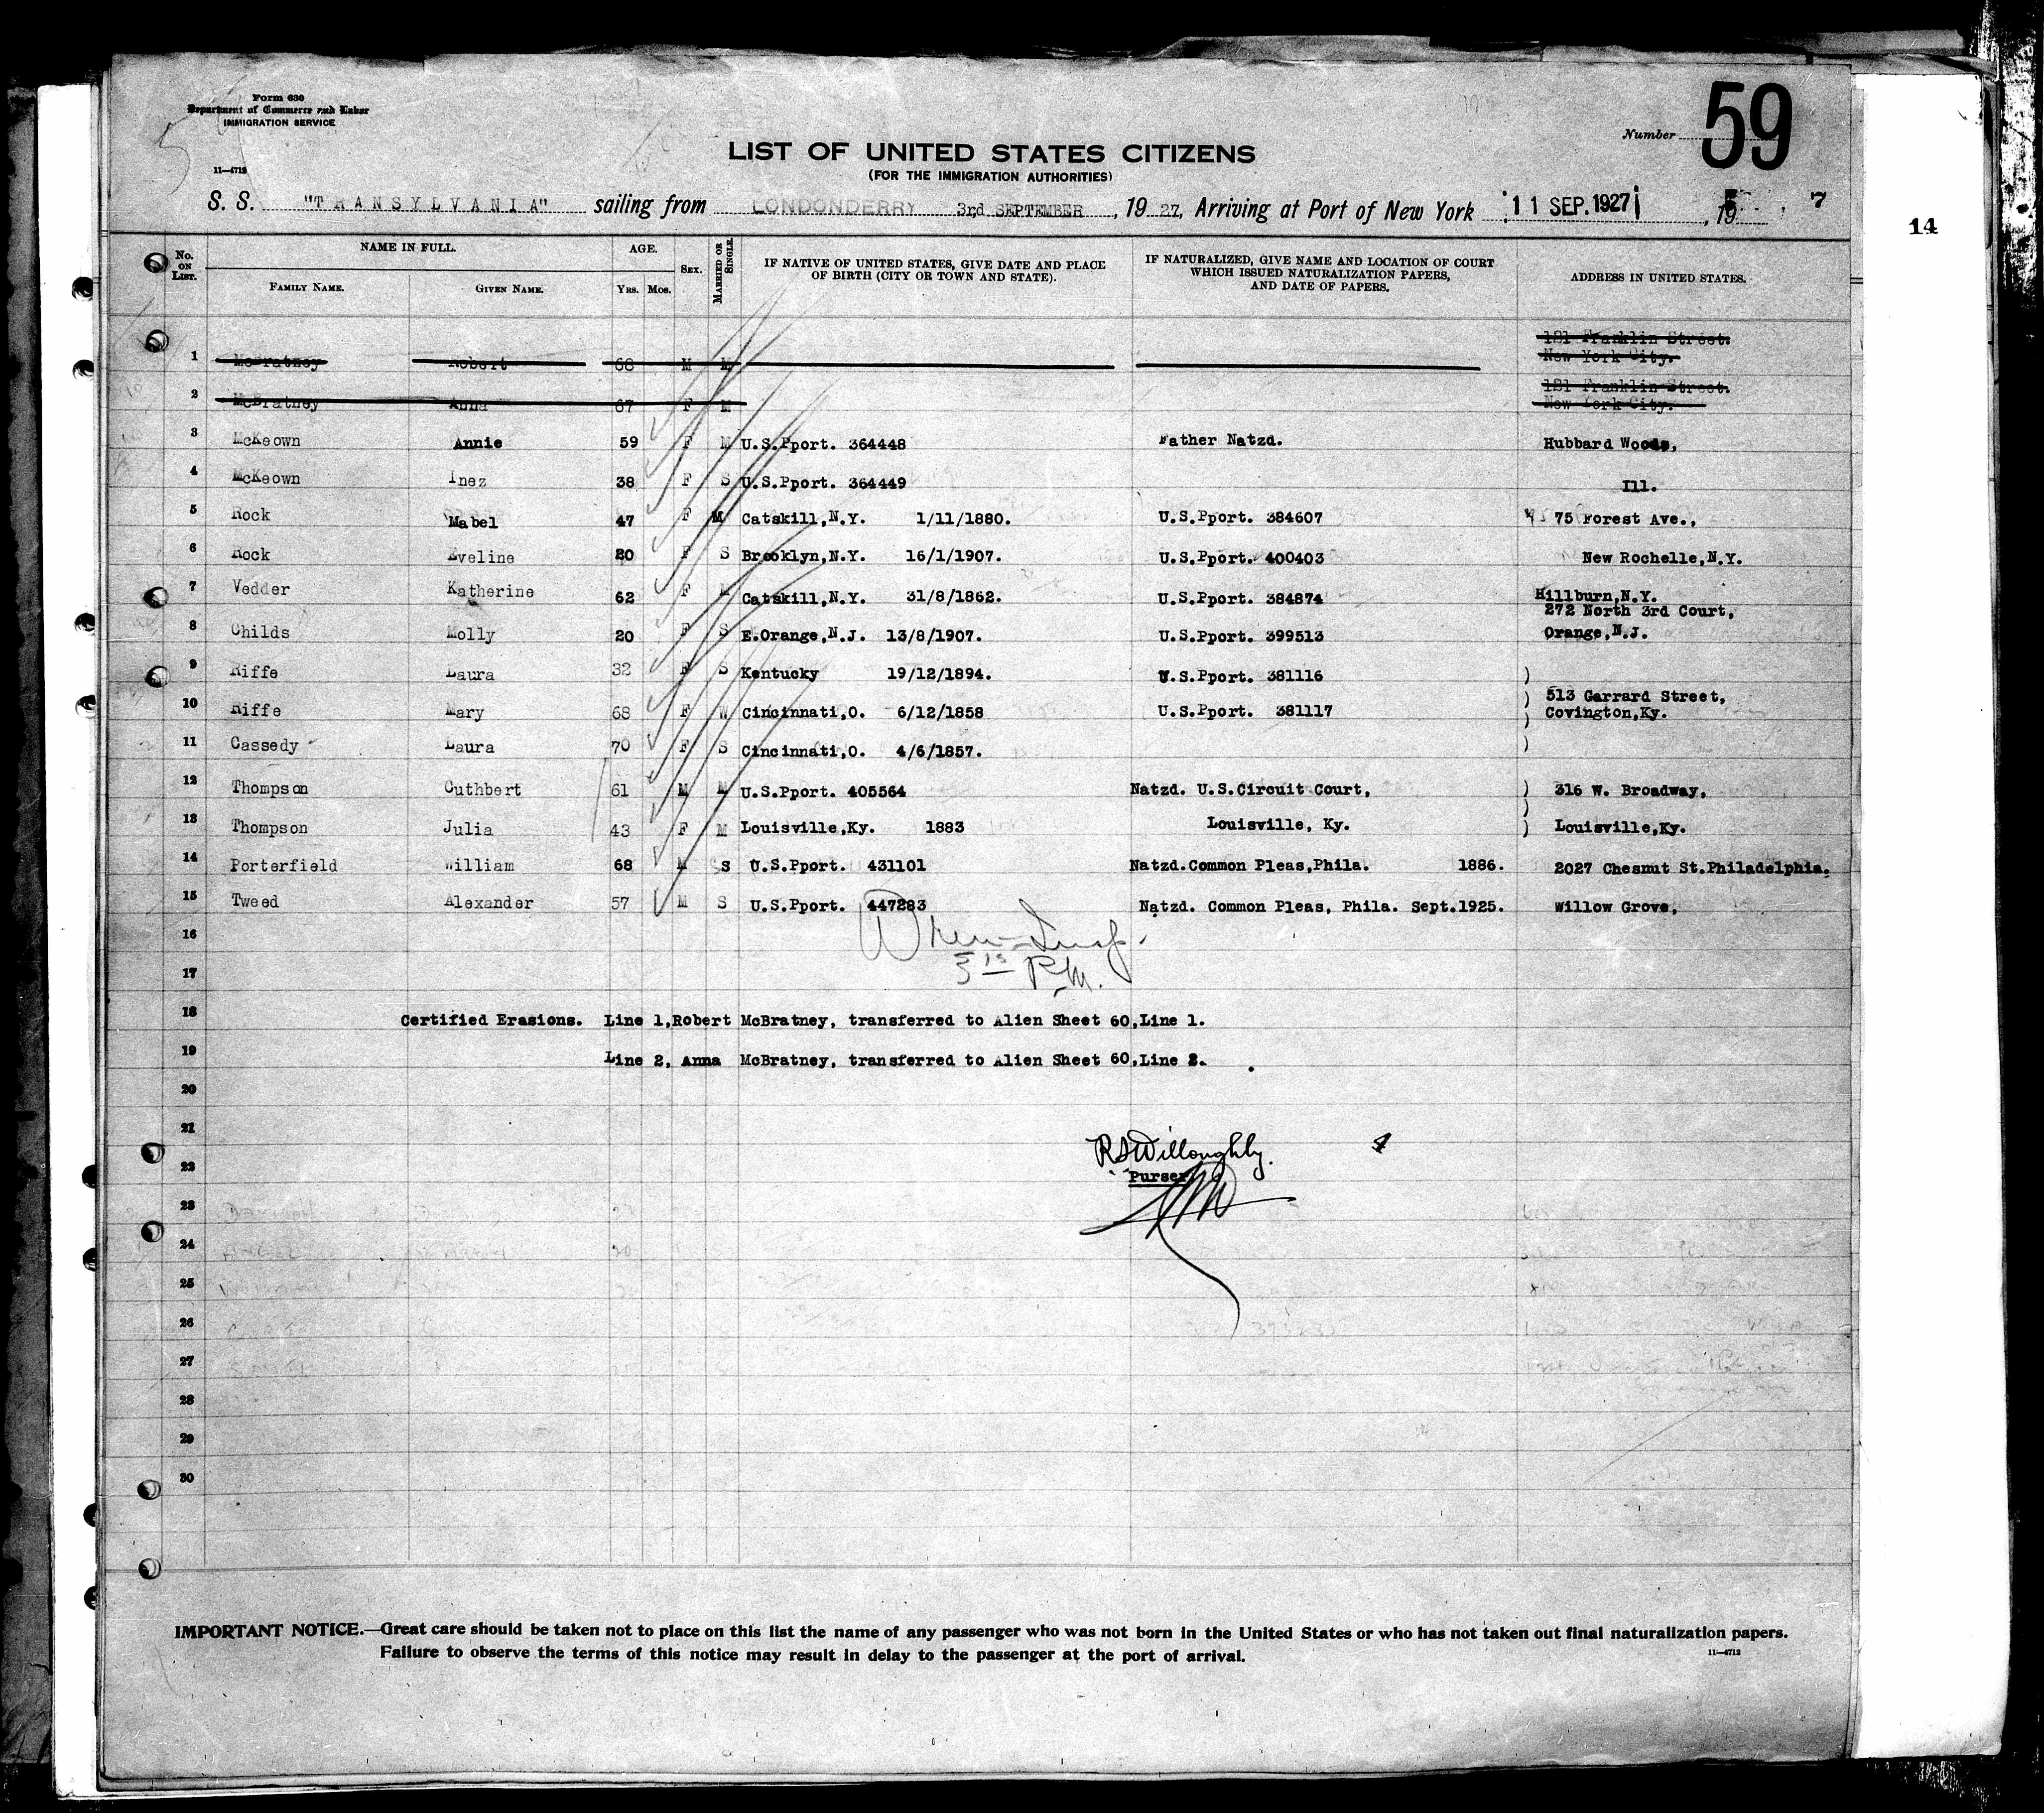 Form 630
Department of Commerce and Labor
IMMIGRATION SERVICE
11—4712
Number 59
LIST OF UNITED STATES CITIZENS
(FOR THE IMMIGRATION AUTHORITIES)
S. S. "TRANSYLVANIA" sailing from LONDONDERRY 3rd SEPTEMBER, 1927, Arriving at Port of New York 11 SEP. 1927, 19 7
14
No. ON LIST. NAME IN FULL. AGE. SEX. MARRIED OR SINGLE. IF NATIVE OF UNITED STATES, GIVE DATE AND PLACE OF BIRTH (CITY OR TOWN AND STATE). IF NATURALIZED, GIVE NAME AND LOCATION OF COURT WHICH ISSUED NATURALIZATION PAPERS, AND DATE OF PAPERS. ADDRESS IN UNITED STATES.
FAMILY NAME. GIVEN NAME. YRS. MOS.
121 Franklin Street.
1 McBratney Robert 68 M M New York City.
121 Franklin Street.
2 McBratney Anna 67 F M New York City.
3 McKeown Annie 59 F M U.S.Pport. 364448 Father Natzd. Hubbard Woods,
4 McKeown Inez 38 F S U.S.Pport. 364449 Ill.
5 Rock Mabel 47 F M Catskill,N.Y. 1/11/1880. U.S.Pport. 384607 75 Forest Ave.,
6 Rock Eveline 20 F S Brooklyn,N.Y. 16/1/1907. U.S.Pport. 400403 New Rochelle,N.Y.
7 Vedder Katherine 62 F M Catskill,N.Y. 31/8/1862. U.S.Pport. 384874 Hillburn,N.Y.
272 North 3rd Court,
8 Childs Molly 20 F S E.Orange,N.J. 13/8/1907. U.S.Pport. 399513 Orange,N.J.
9 Riffe Laura 32 F S Kentucky 19/12/1894. U.S.Pport. 381116 )
) 513 Garrard Street,
10 Riffe Mary 68 F W Cincinnati,O. 6/12/1858 U.S.Pport. 381117 ) Covington,Ky.
11 Cassedy Laura 70 F S Cincinnati,O. 4/6/1857. )
12 Thompson Cuthbert 61 M M U.S.Pport. 405564 Natzd. U.S.Circuit Court, ) 316 W. Broadway,
)
13 Thompson Julia 43 F M Louisville,Ky. 1883 Louisville, Ky. ) Louisville,Ky.
14 Porterfield William 68 M S U.S.Pport. 431101 Natzd.Common Pleas,Phila. 1886. 2027 Chesnut St.Philadelphia.
15 Tweed Alexander 57 M S U.S.Pport. 447283 Natzd. Common Pleas, Phila. Sept.1925. Willow Grove,
16
17 5 15 P.M.
18 Certified Erasions. Line 1,Robert McBratney, transferred to Alien Sheet 60,Line 1.
19 Line 2, Anna McBratney, transferred to Alien Sheet 60,Line 2.
20
21
RS Willoughby. 4
22 Purser
23
24
25
26
27
28
29
30
IMPORTANT NOTICE.—Great care should be taken not to place on this list the name of any passenger who was not born in the United States or who has not taken out final naturalization papers.
Failure to observe the terms of this notice may result in delay to the passenger at the port of arrival.
11—4712